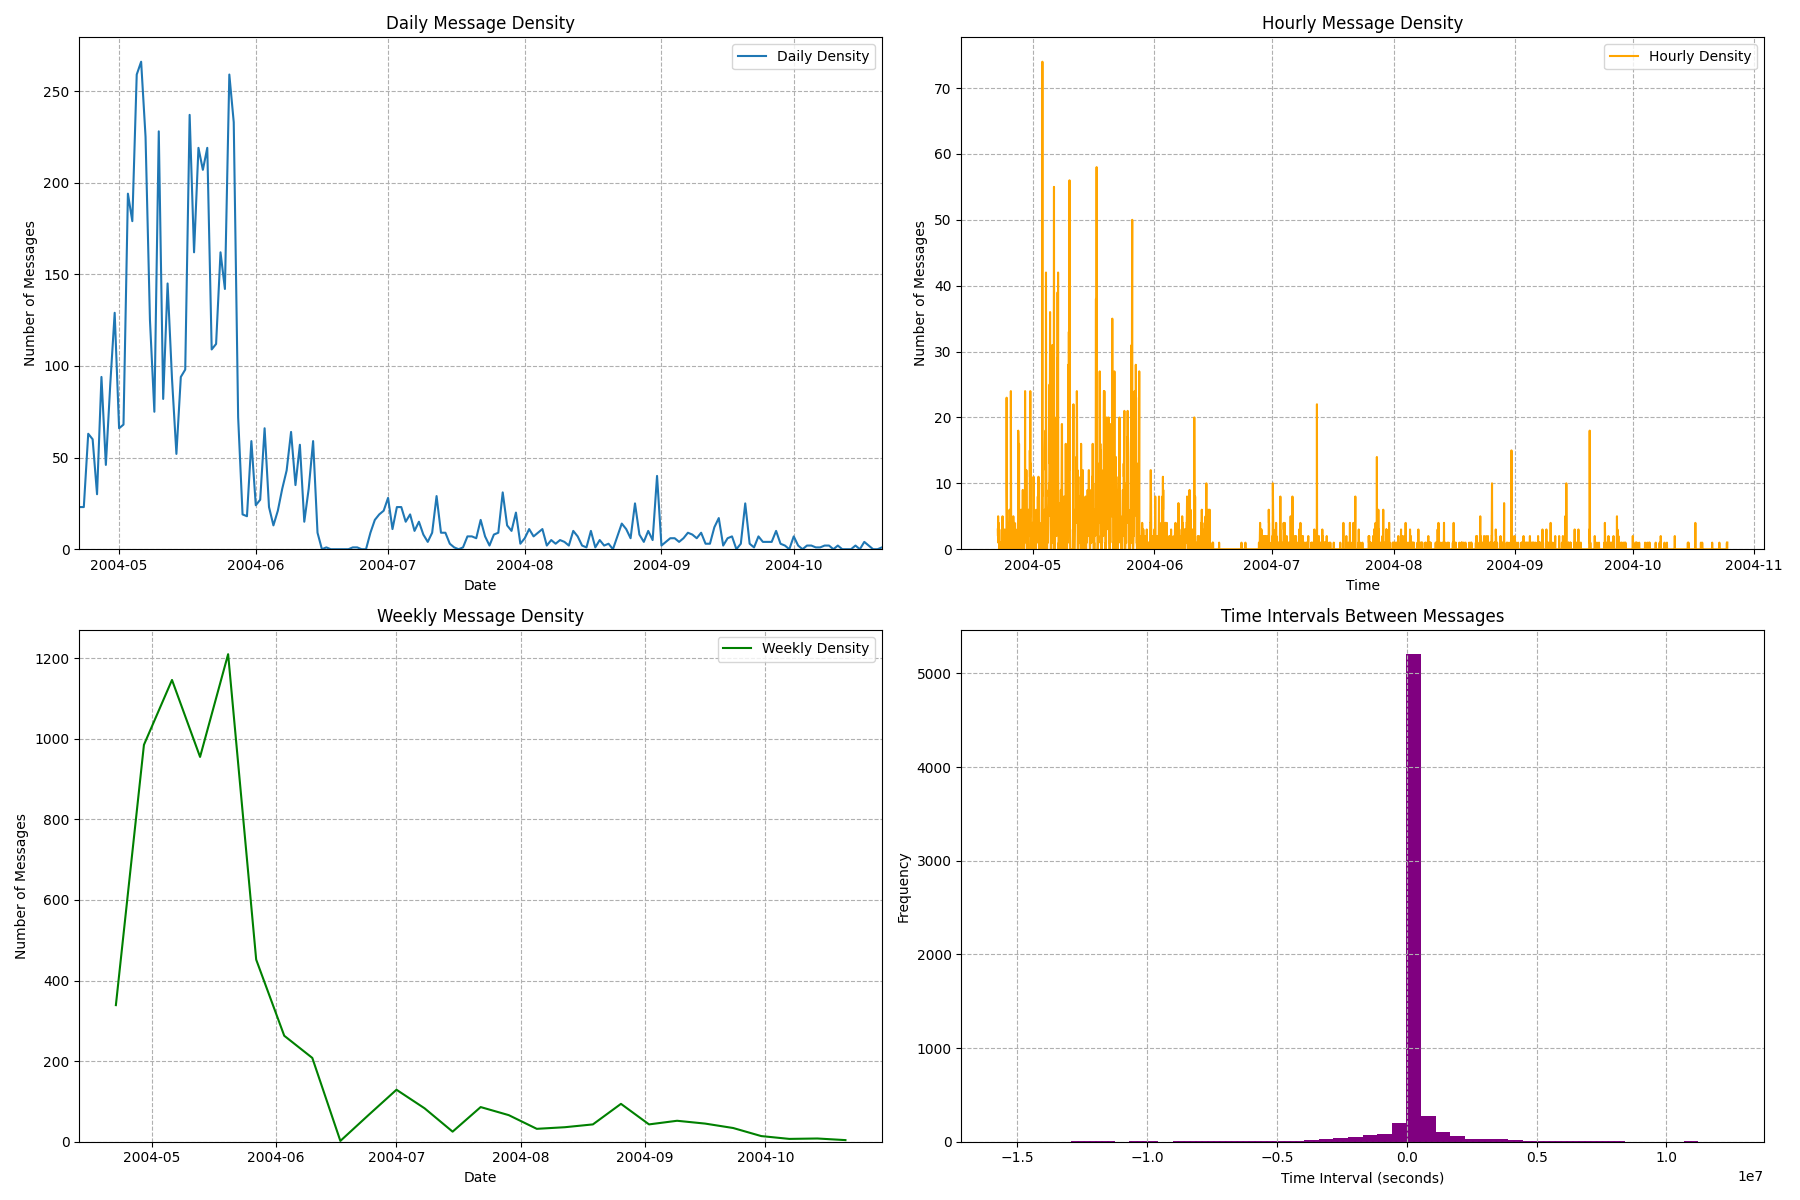 Daily Message Density
Daily Density
Number of Messages
250
200
150
100
50
0
2004-05 2004-06 2004-07 2004-08 2004-09 2004-10
Date
Hourly Message Density
Hourly Density
Number of Messages
70
60
50
40
30
20
10
0
2004-05 2004-06 2004-07 2004-08 2004-09 2004-10 2004-11
Time
Weekly Message Density
Weekly Density
Number of Messages
1200
1000
800
600
400
200
0
2004-05 2004-06 2004-07 2004-08 2004-09 2004-10
Date
Time Intervals Between Messages
Frequency
5000
4000
3000
2000
1000
0
−1.5 −1.0 −0.5 0.0 0.5 1.0
1e7
Time Interval (seconds)